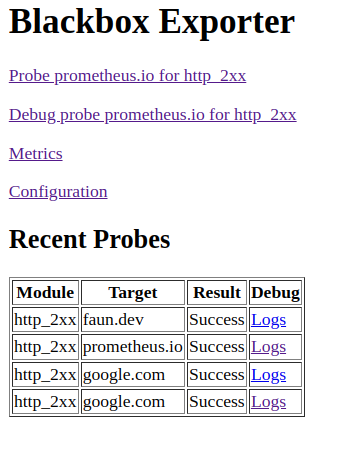 Blackbox Exporter
Probe prometheus.io for http_2xx
Debug probe prometheus.io for http_2xx
Metrics
Configuration
Recent Probes
Module Target Result Debug
http_2xx faun.dev Success Logs
http_2xx prometheus.io Success Logs
http_2xx google.com Success Logs
http_2xx google.com Success Logs